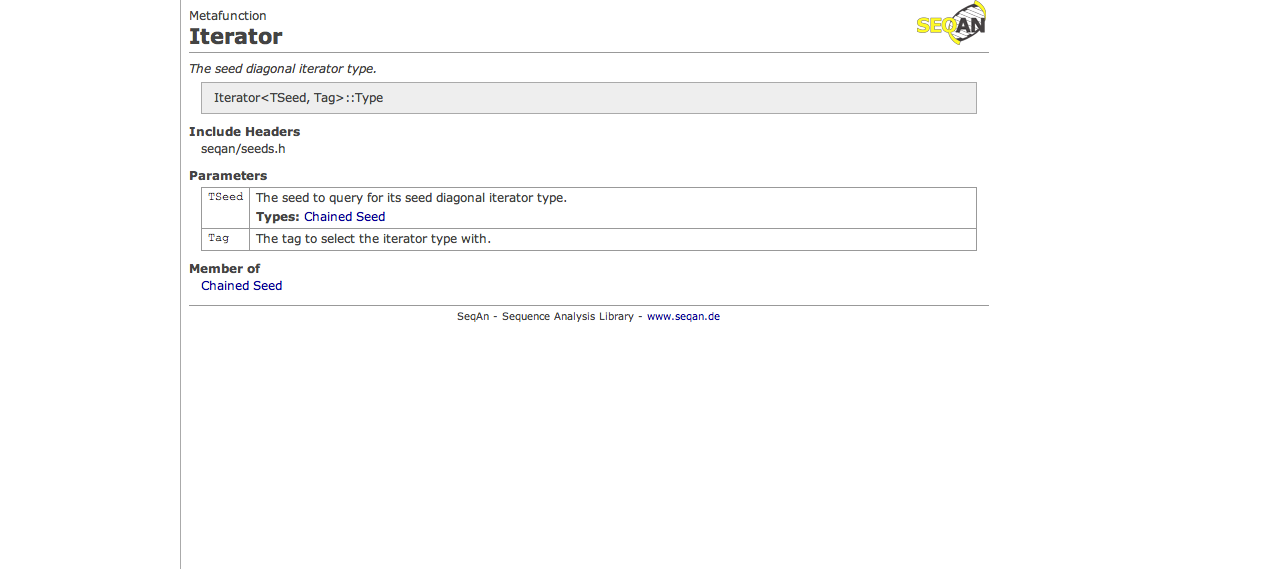 Metafunction
Iterator
SEQAN
The seed diagonal iterator type.
Iterator<TSeed, Tag>::Type
Include Headers
seqan/seeds.h
Parameters
TSeed The seed to query for its seed diagonal iterator type.
Types: Chained Seed
Tag The tag to select the iterator type with.
Member of
Chained Seed
SeqAn - Sequence Analysis Library - www.seqan.de